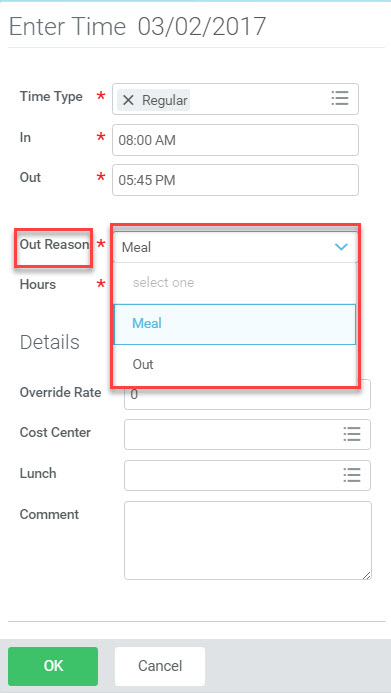 Enter Time 03/02/2017
Time Type * Regular
In * 08:00 AM
Out * 05:45 PM
Out Reason * Meal
select one
Hours *
Meal
Out
Details
Override Rate 0
Cost Center
Lunch
Comment
OK Cancel